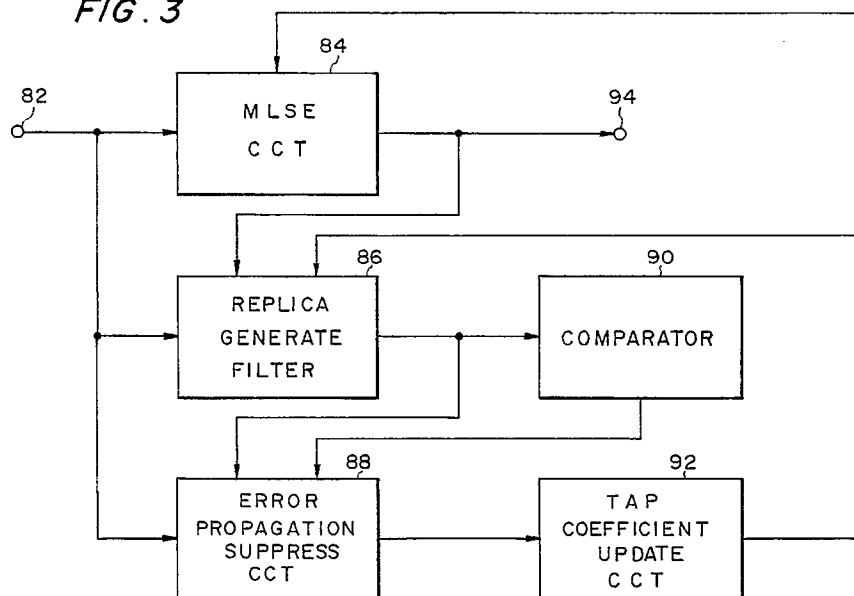 FIG. 3
84
82
MLSE
CCT
94
86
90
REPLICA
GENERATE
FILTER
COMPARATOR
88
92
ERROR
PROPAGATION
SUPPRESS
CCT
TAP
COEFFICIENT
UPDATE
CCT